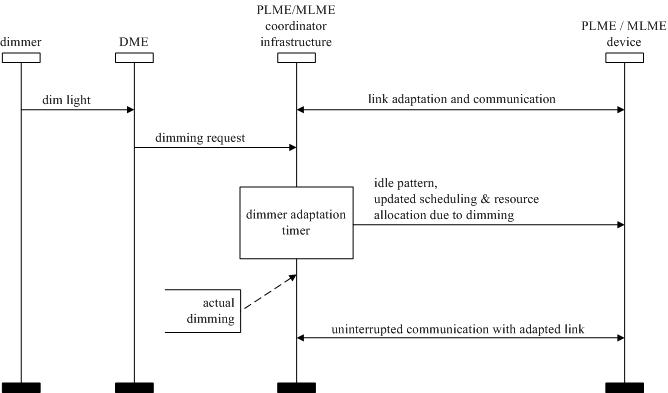 dimmer
DME
PLME/MLME
coordinator
infrastructure
PLME / MLME
device
dim light
link adaptation and communication
dimming request
dimmer adaptation
timer
idle pattern,
updated scheduling & resource
allocation due to dimming
actual
dimming
uninterrupted communication with adapted link